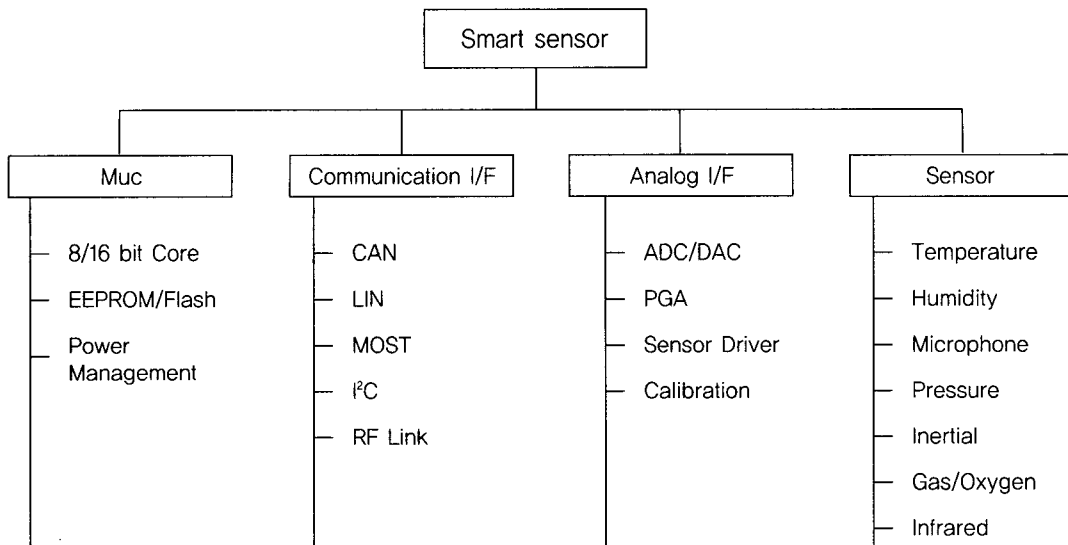 Smart sensor
Muc
Communication I/F
Analog I/F
Sensor
8/16 bit Core
EEPROM/Flash
Power
Management
CAN
LIN
MOST
I²C
RF Link
ADC/DAC
PGA
Sensor Driver
Calibration
Temperature
Humidity
Microphone
Pressure
Inertial
Gas/Oxygen
Infrared